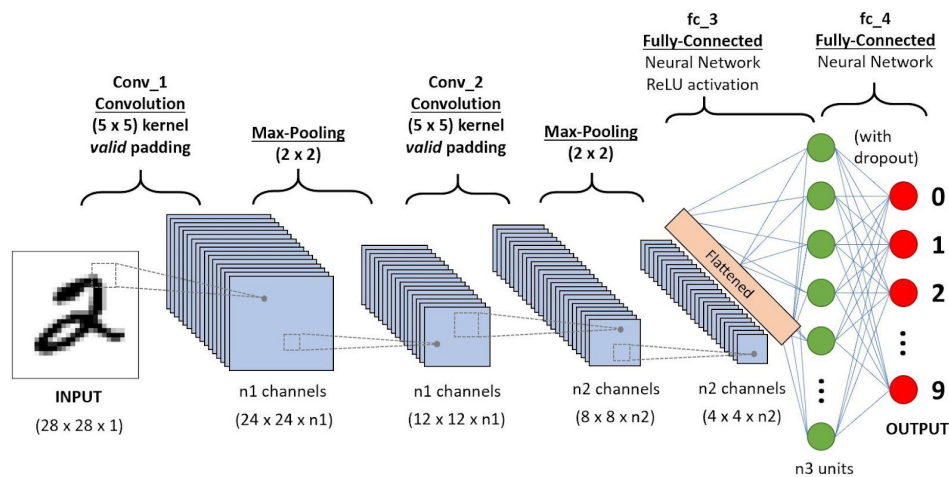 fc_3
Fully-Connected
Neural Network
ReLU activation
fc_4
Fully-Connected
Neural Network
Conv_1
Convolution
(5 x 5) kernel
valid padding
Max-Pooling
(2 x 2)
Conv_2
Convolution
(5 x 5) kernel
valid padding
Max-Pooling
(2 x 2)
(with
dropout)
Flattened
0
1
2
9
INPUT
(28 x 28 x 1)
n1 channels
(24 x 24 x n1)
n1 channels
(12 x 12 x n1)
n2 channels
(8 x 8 x n2)
n2 channels
(4 x 4 x n2)
n3 units
OUTPUT
2